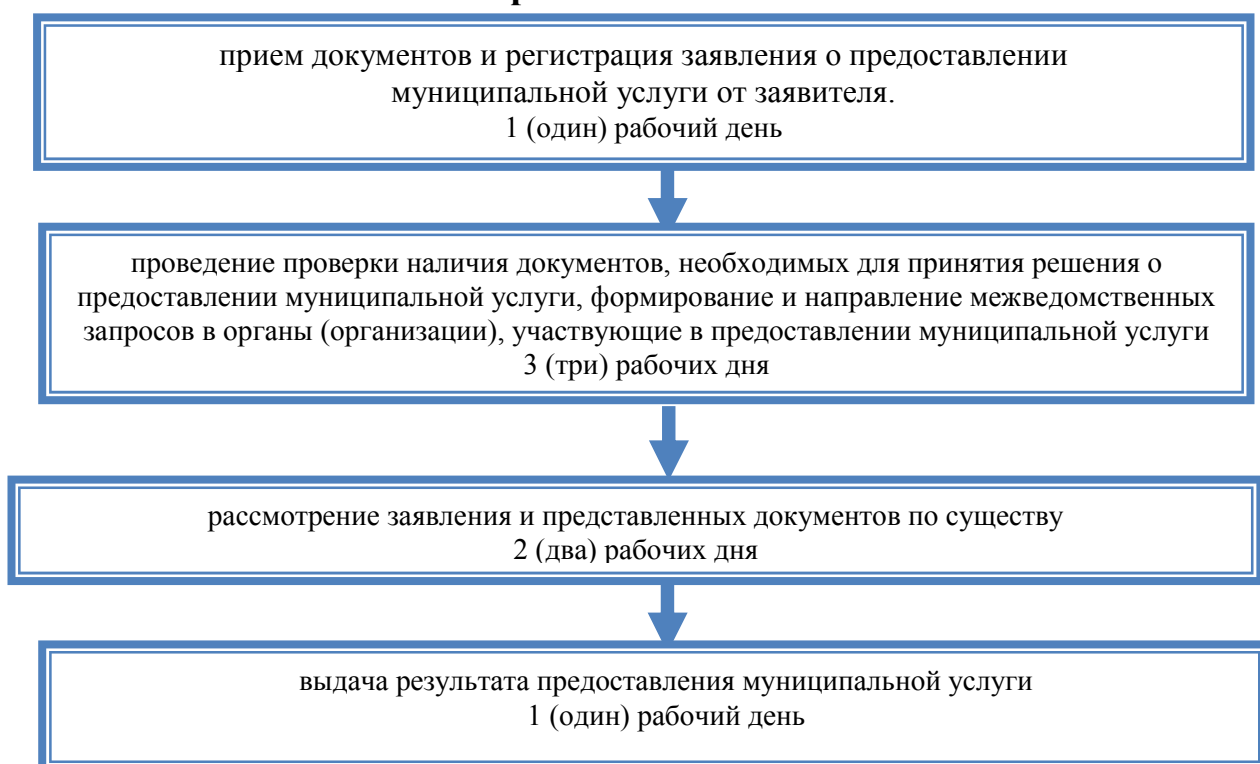 прием документов и регистрация заявления о предоставлении
муниципальной услуги от заявителя.
1 (один) рабочий день
проведение проверки наличия документов, необходимых для принятия решения о
предоставлении муниципальной услуги, формирование и направление межведомственных
запросов в органы (организации), участвующие в предоставлении муниципальной услуги
3 (три) рабочих дня
рассмотрение заявления и представленных документов по существу
2 (два) рабочих дня
выдача результата предоставления муниципальной услуги
1 (один) рабочий день